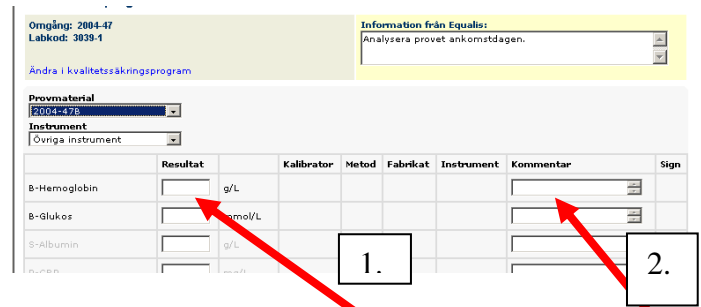 Omgång: 2004-47
Labkod: 3039-1
Ändra i kvalitetssäkringsprogram
Information från Equalis:
Analysera provet ankomstdagen.
Provmaterial
2004-47B
Instrument
Övriga instrument
Resultat Kalibrator Metod Fabrikat Instrument Kommentar Sign
B-Hemoglobin g/L
B-Glukos mmol/L
S-Albumin g/L
1.
2.